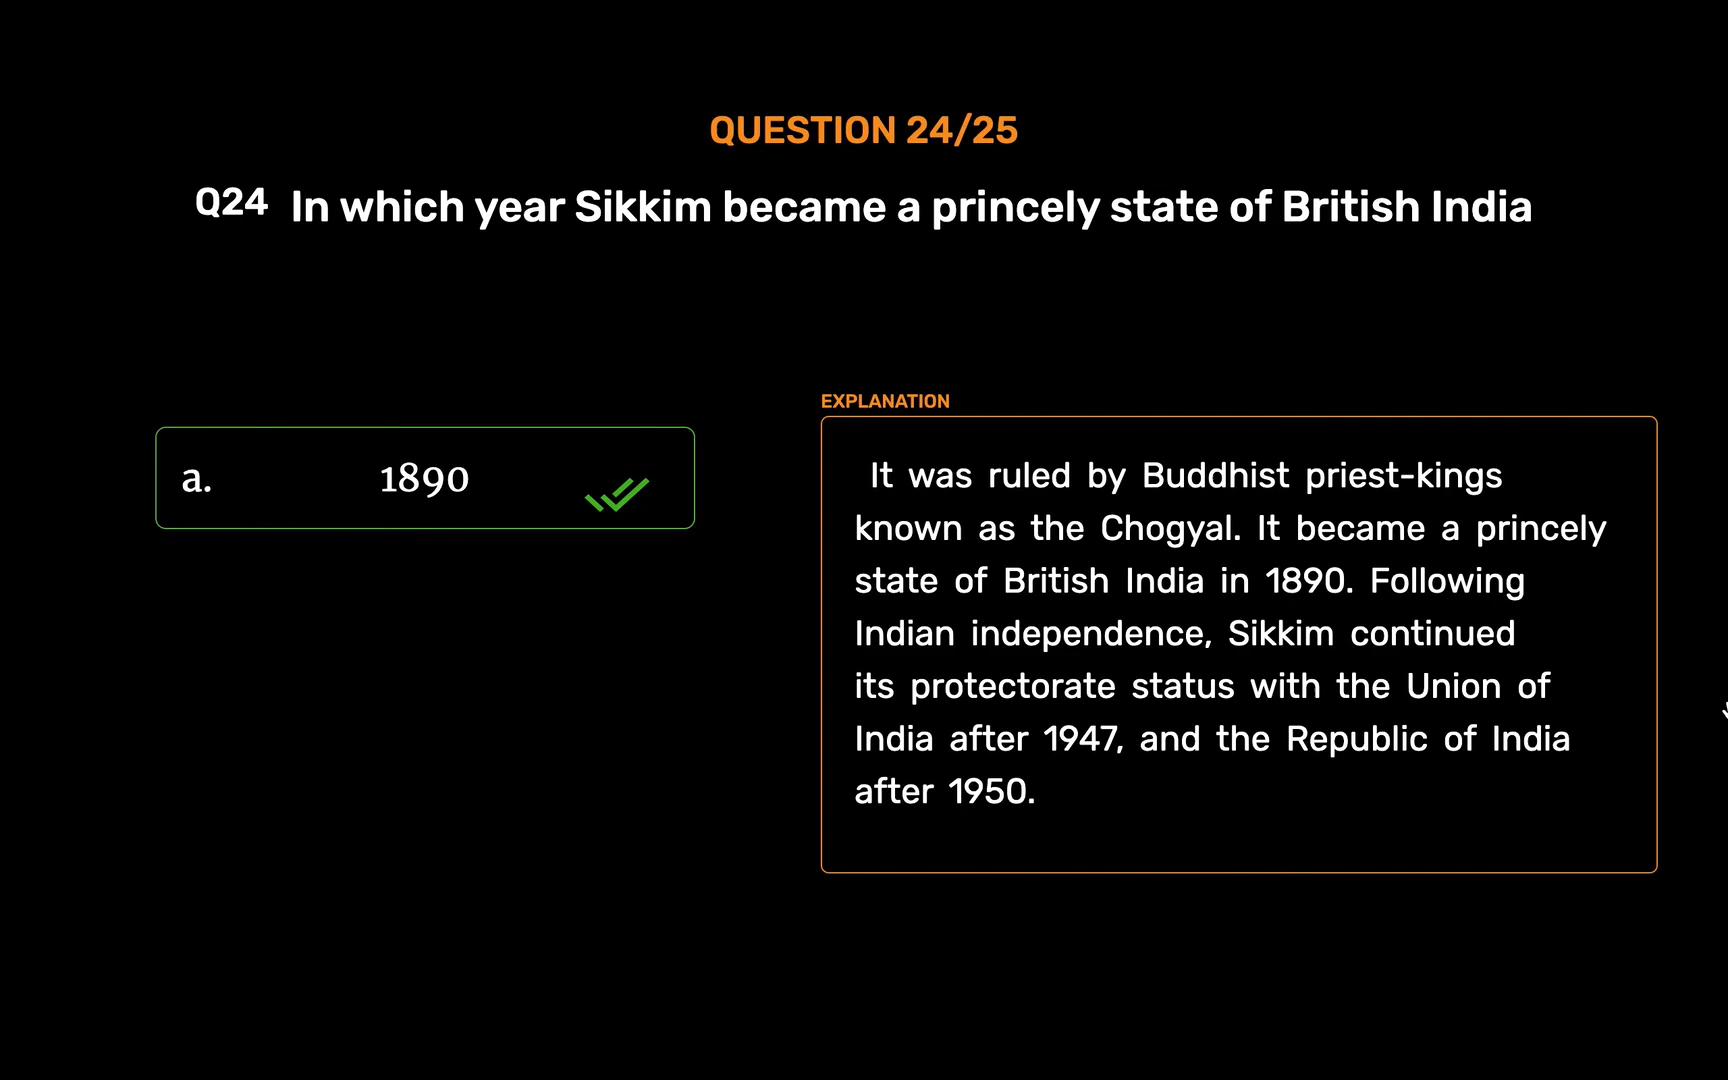 QUESTION 24/25
Q24 In which year Sikkim became a princely state of British India
a. 1890
EXPLANATION
It was ruled by Buddhist priest-kings
known as the Chogyal. It became a princely
state of British India in 1890. Following
Indian independence, Sikkim continued
its protectorate status with the Union of
India after 1947, and the Republic of India
after 1950.